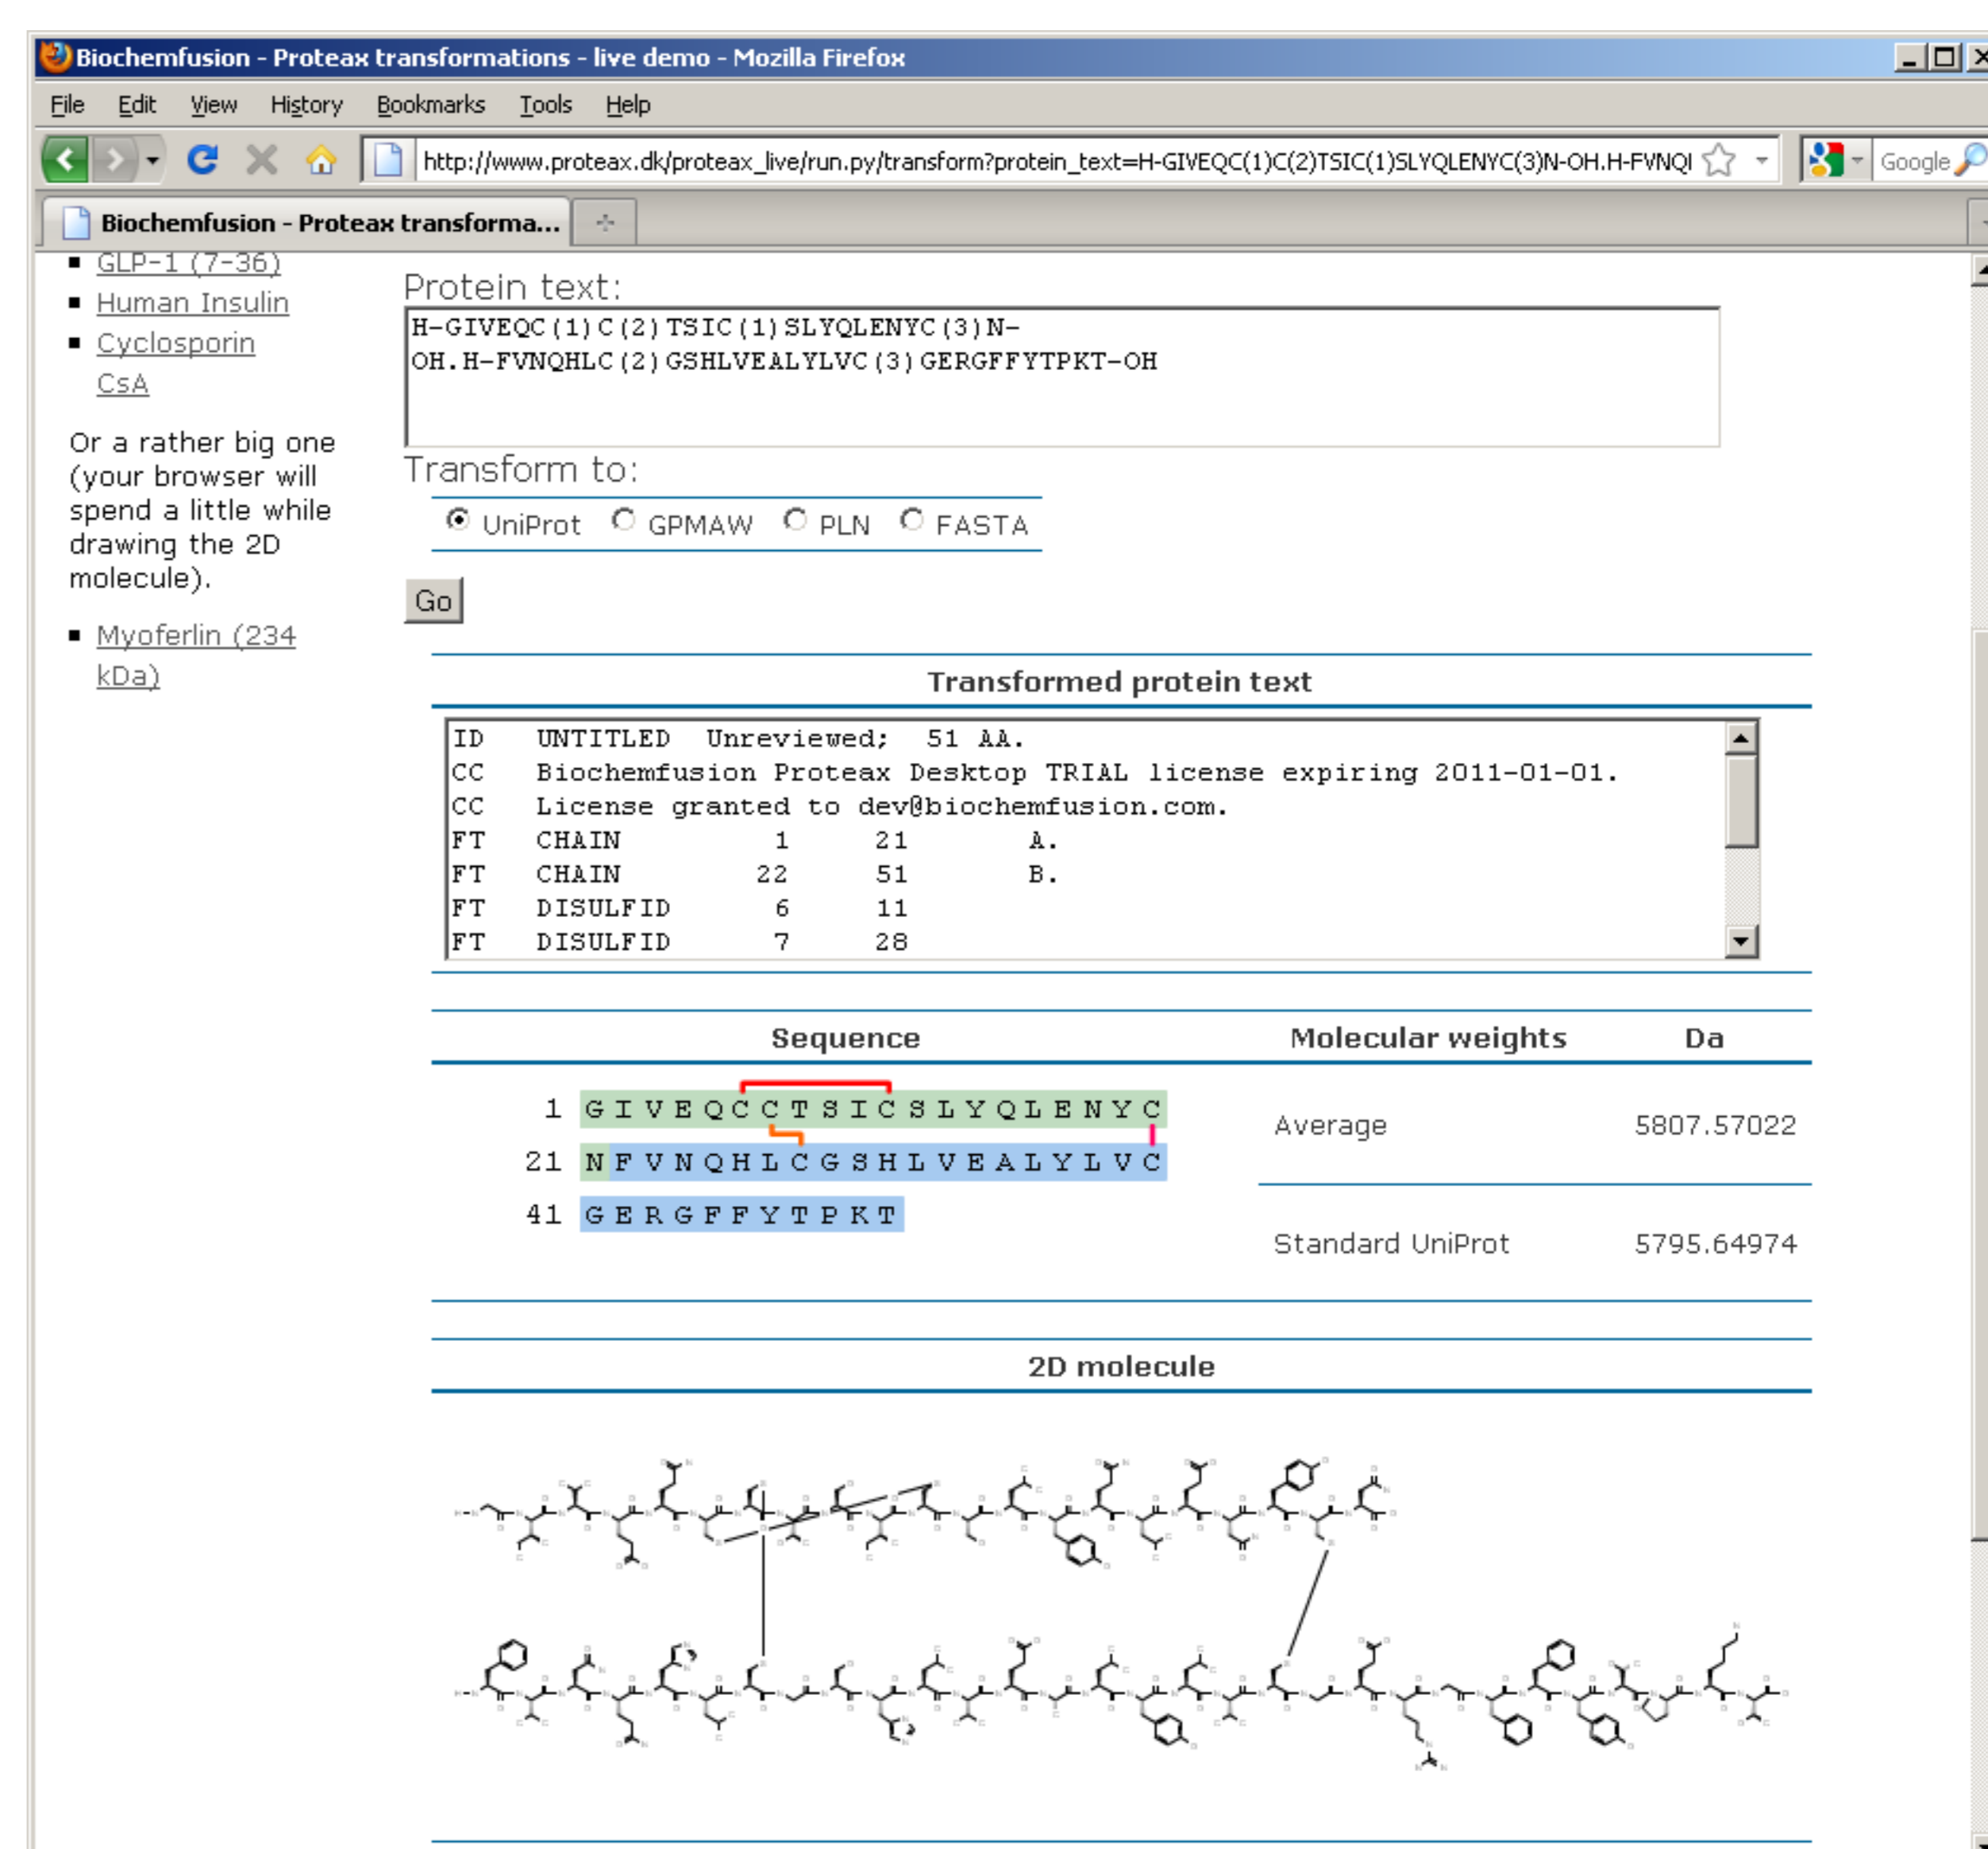 Biochemfusion - Proteax transformations - live demo - Mozilla Firefox
File Edit View History Bookmarks Tools Help
http://www.proteax.dk/proteax_live/run.py/transform?protein_text=H-GIVEQC(1)C(2)TSIC(1)SLYQLENYC(3)N-OH.H-FVNQI Google
Biochemfusion - Proteax transforma...
GLP-1 (7-36)
Human Insulin
Cyclosporin
CsA
Or a rather big one
(your browser will
spend a little while
drawing the 2D
molecule).
Myoferlin (234
kDa)
Protein text:
H-GIVEQC(1)C(2)TSIC(1)SLYQLENYC(3)N-
OH.H-FVNQHLC(2)GSHLVEALYLVC(3)GERGFFYTPKT-OH
Transform to:
UniProt GPMAW PLN FASTA
Go
Transformed protein text
ID UNTITLED Unreviewed; 51 AA.
CC Biochemfusion Proteax Desktop TRIAL license expiring 2011-01-01.
CC License granted to dev@biochemfusion.com.
FT CHAIN 1 21 A.
FT CHAIN 22 51 B.
FT DISULFID 6 11
FT DISULFID 7 28
Sequence Molecular weights Da
1 GIVEQCCTSICSLYQLENYC
21 NFVNQHLCGSHLVEALYLVC
41 GERGFFYTPKT
Average 5807.57022
Standard UniProt 5795.64974
2D molecule